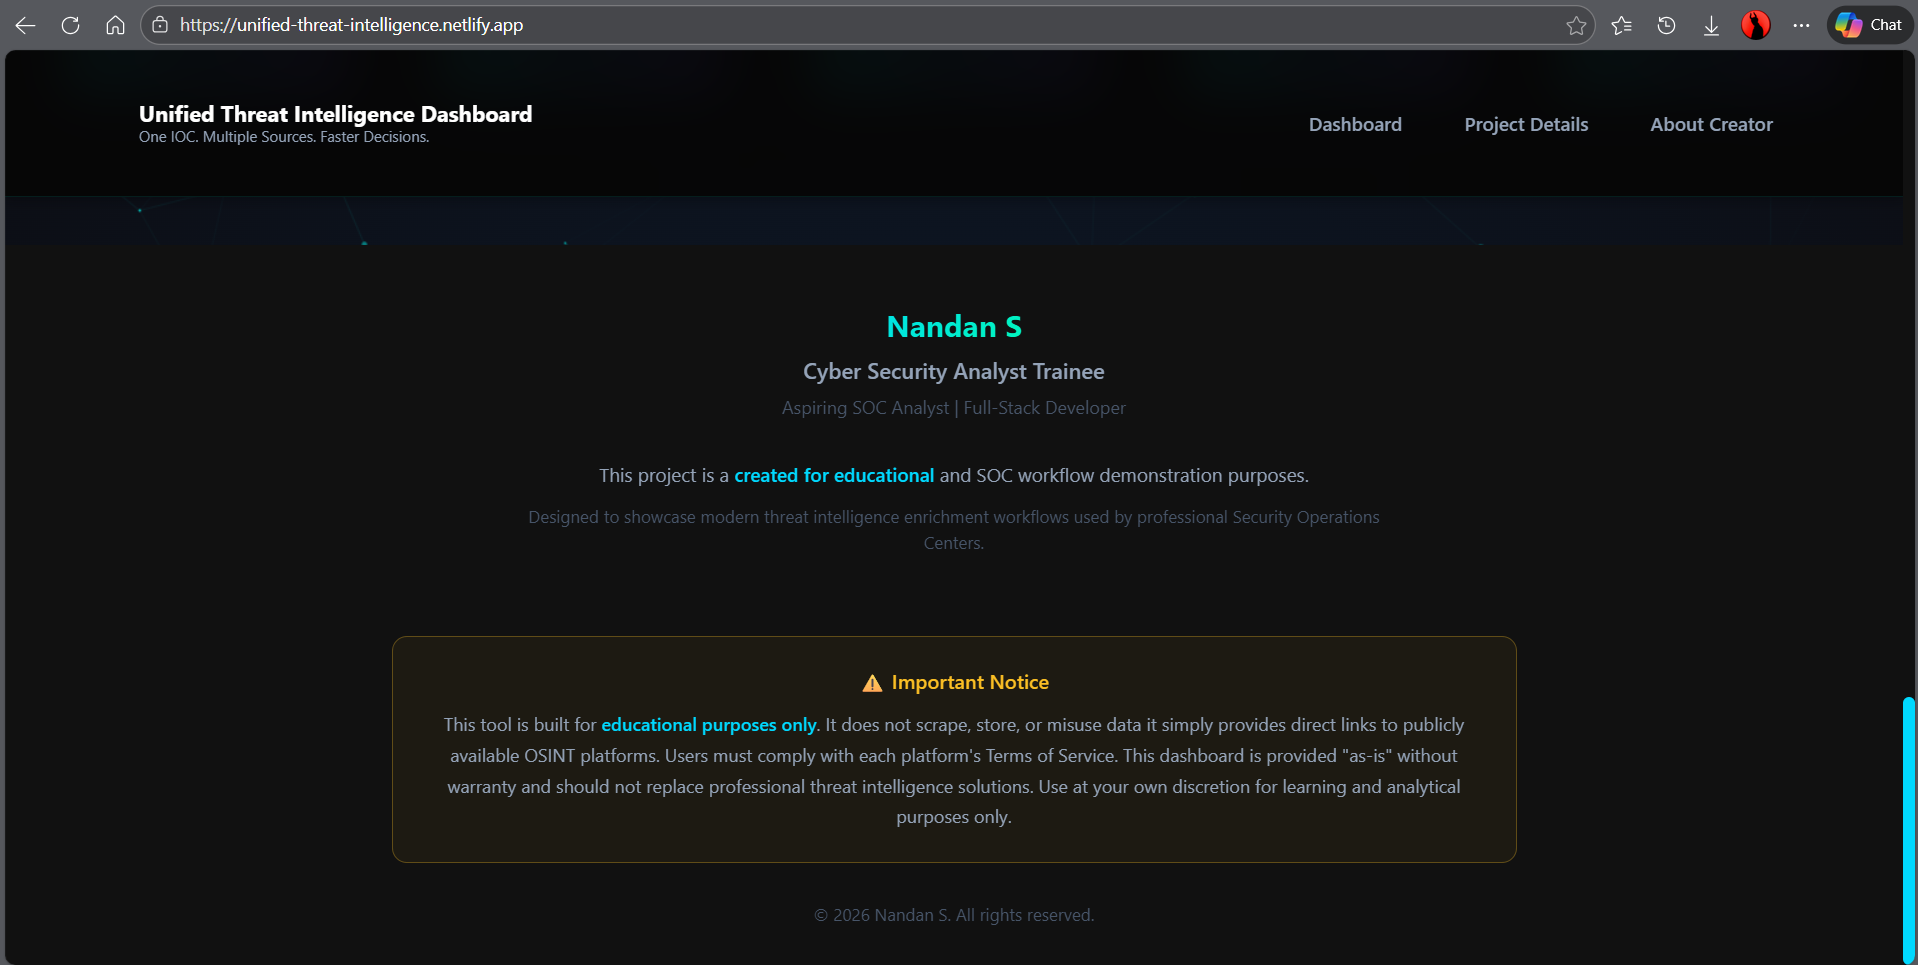 https://unified-threat-intelligence.netlify.app
Chat
Unified Threat Intelligence Dashboard
One IOC. Multiple Sources. Faster Decisions.
Dashboard
Project Details
About Creator
Nandan S
Cyber Security Analyst Trainee
Aspiring SOC Analyst | Full-Stack Developer
This project is a created for educational and SOC workflow demonstration purposes.
Designed to showcase modern threat intelligence enrichment workflows used by professional Security Operations
Centers.
Important Notice
This tool is built for educational purposes only. It does not scrape, store, or misuse data it simply provides direct links to publicly
available OSINT platforms. Users must comply with each platform's Terms of Service. This dashboard is provided "as-is" without
warranty and should not replace professional threat intelligence solutions. Use at your own discretion for learning and analytical
purposes only.
© 2026 Nandan S. All rights reserved.